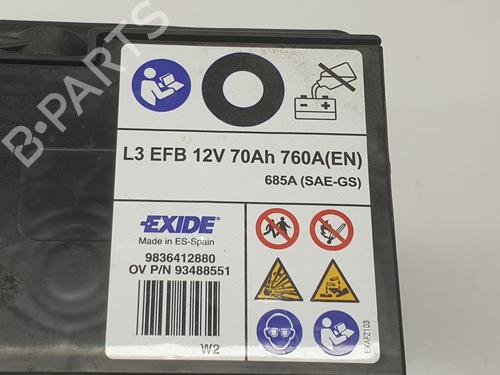 B-PARTS
L3 EFB 12V 70Ah 760A(EN)
685A (SAE-GS)
EXIDE
Made in ES-Spain
9836412880
OV P/N 93488551
W2
EXAFZ103